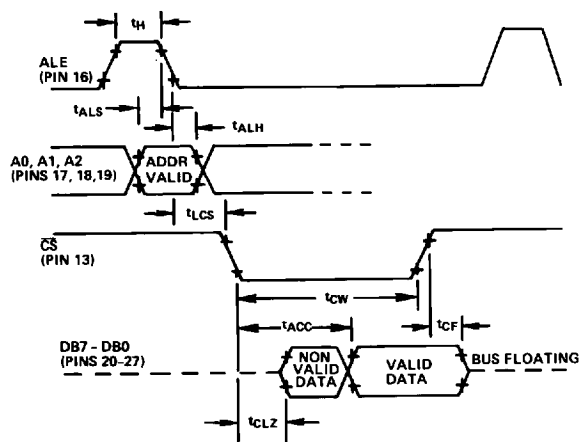 tH
ALE
(PIN 16)
tALS
tALH
A0, A1, A2
(PINS 17, 18, 19)
ADDR
VALID
tLCS
CS
(PIN 13)
tCW
tACC
tCF
DB7 - DB0
(PINS 20-27)
NON
VALID
DATA
VALID
DATA
BUS FLOATING
tCLZ